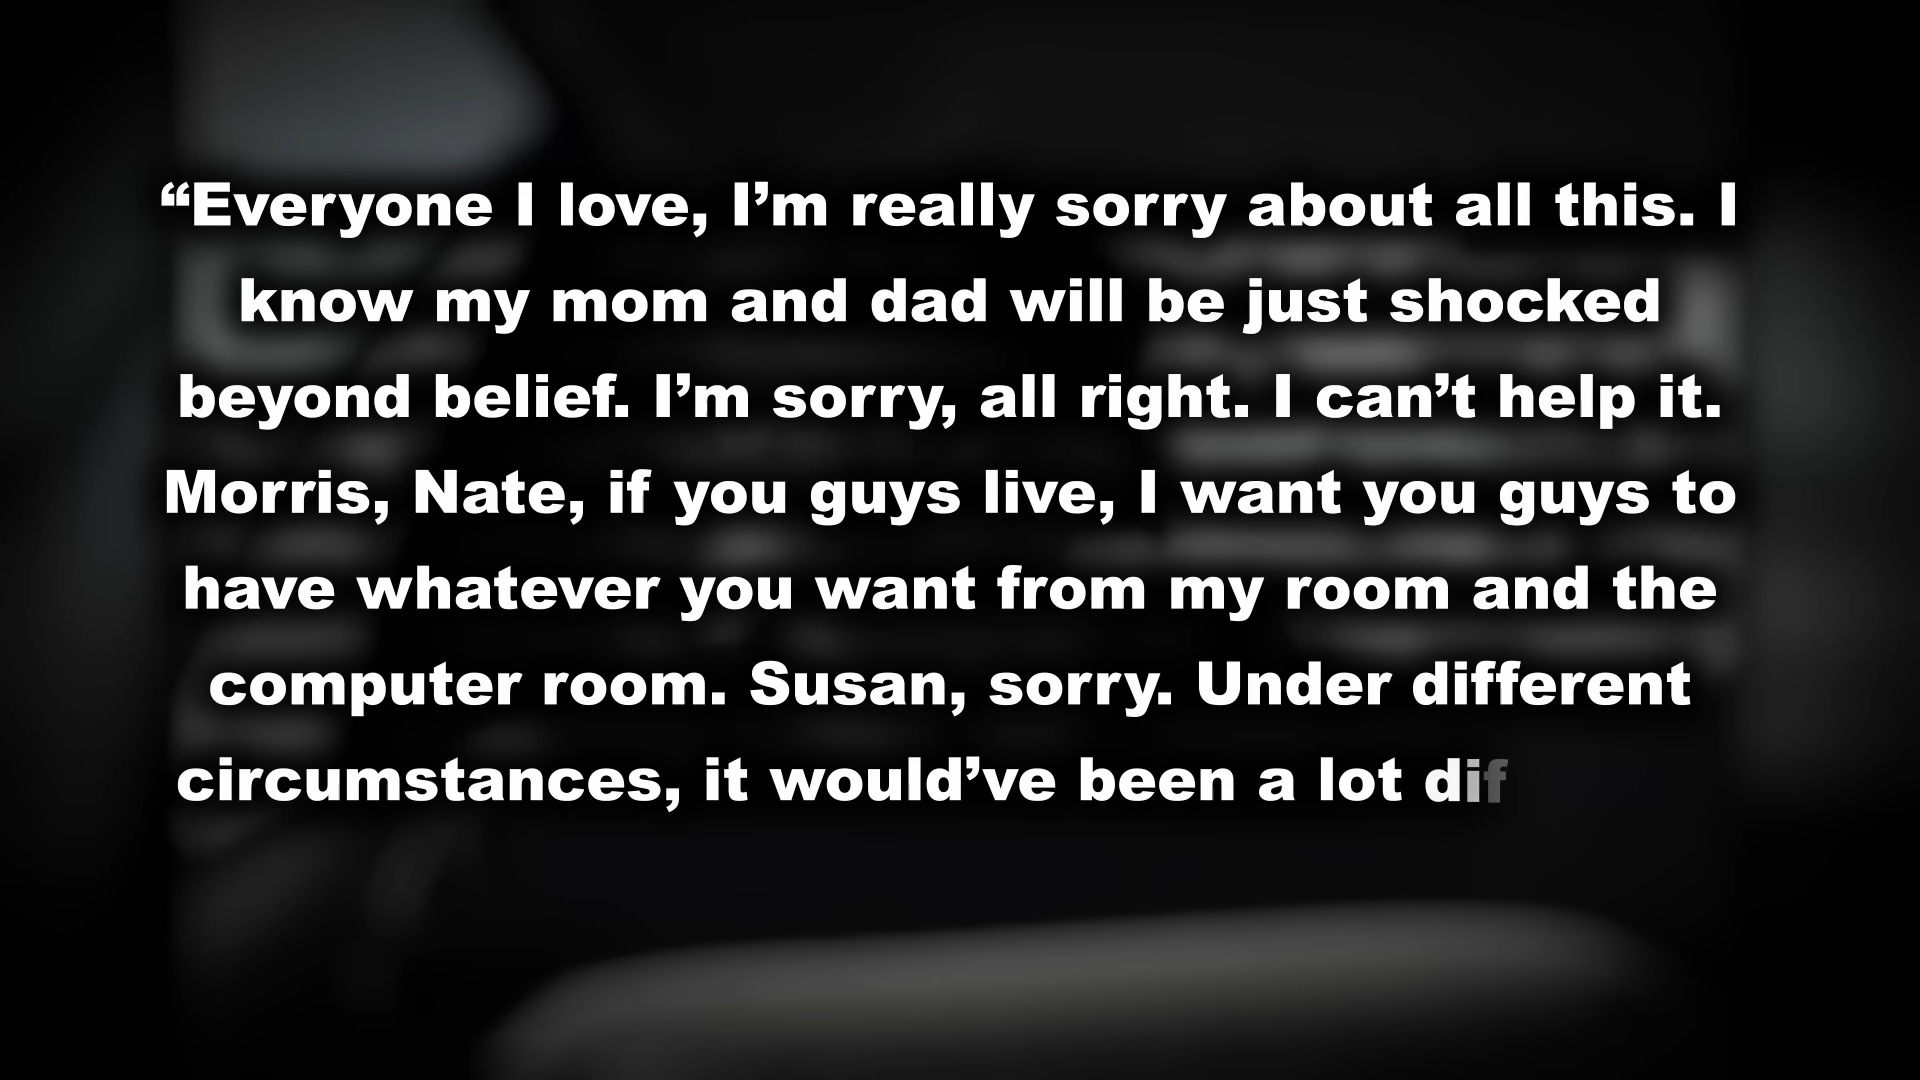 “Everyone I love, I’m really sorry about all this. I
know my mom and dad will be just shocked
beyond belief. I’m sorry, all right. I can’t help it.
Morris, Nate, if you guys live, I want you guys to
have whatever you want from my room and the
computer room. Susan, sorry. Under different
circumstances, it would’ve been a lot dif